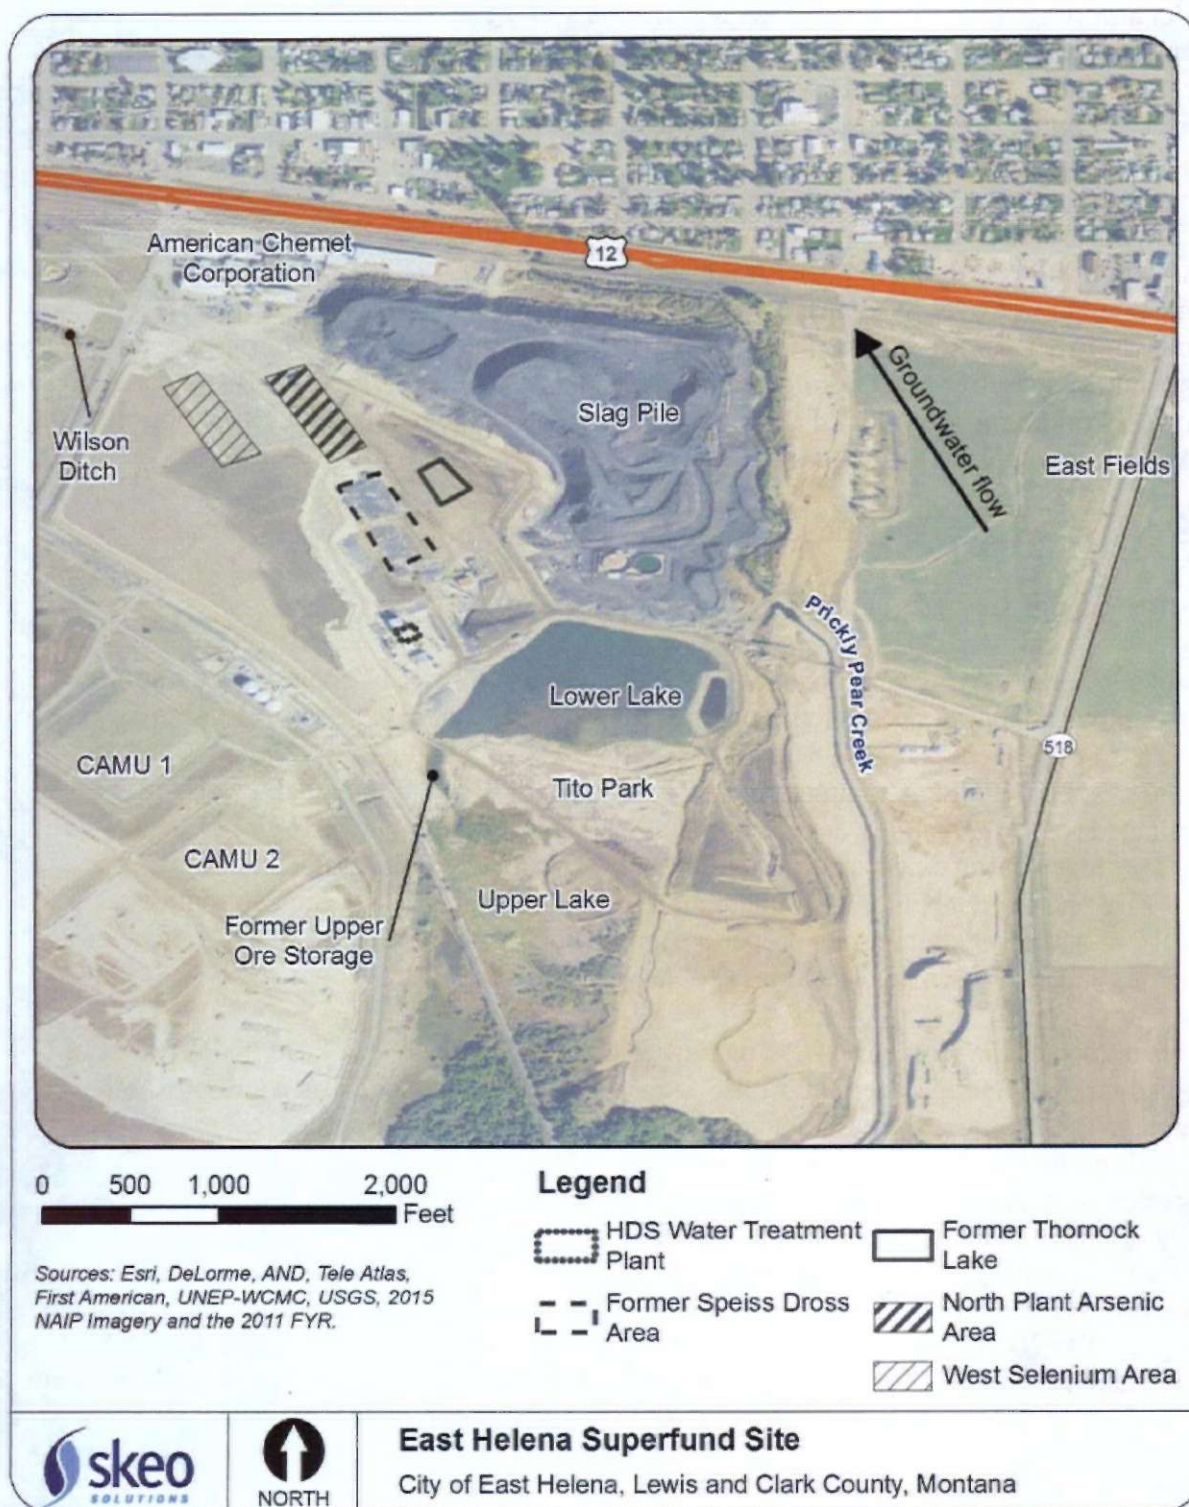 American Chemet
Corporation
12
Groundwater flow
Slag Pile
Wilson
Ditch
East Fields
Prickly Pear Creek
Lower Lake
518
CAMU 1
Tito Park
CAMU 2
Upper Lake
Former Upper
Ore Storage
0 500 1,000 2,000
Feet
Sources: Esri, DeLorme, AND, Tele Atlas,
First American, UNEP-WCMC, USGS, 2015
NAIP Imagery and the 2011 FYR.
Legend
HDS Water Treatment
Plant
Former Speiss Dross
Area
Former Thornock
Lake
North Plant Arsenic
Area
West Selenium Area
skeo
SOLUTIONS
NORTH
East Helena Superfund Site
City of East Helena, Lewis and Clark County, Montana